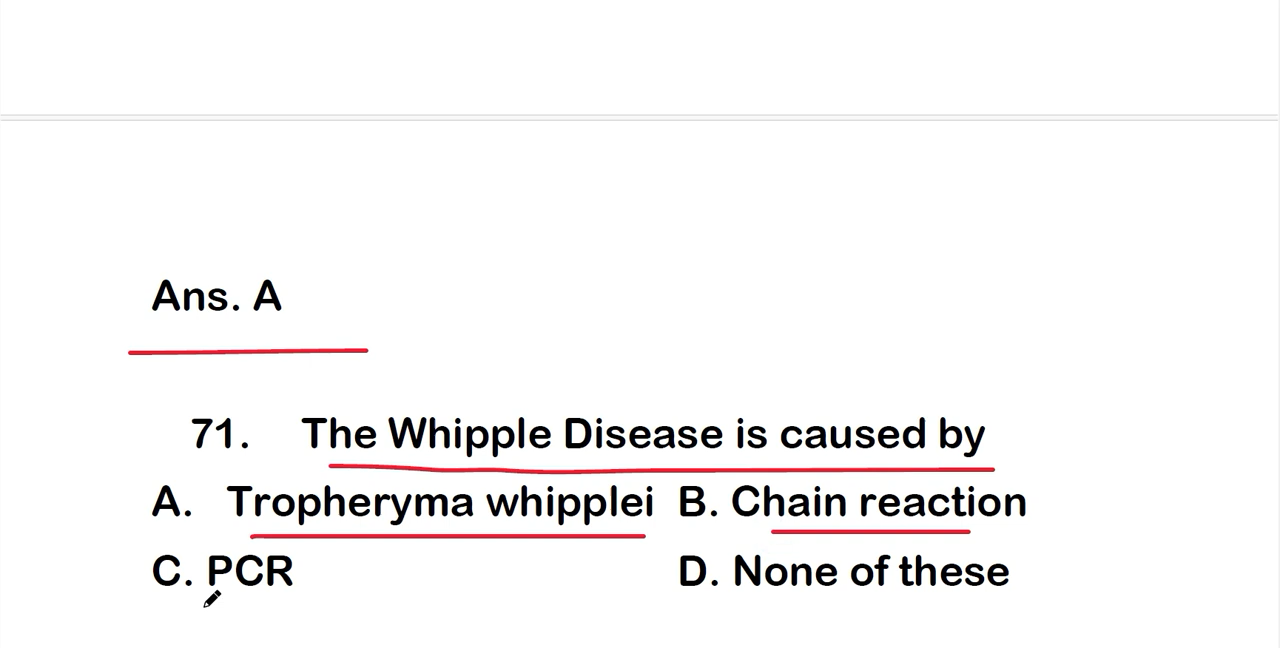 Ans. A
71. The Whipple Disease is caused by
A. Tropheryma whipplei B. Chain reaction
C. PCR D. None of these